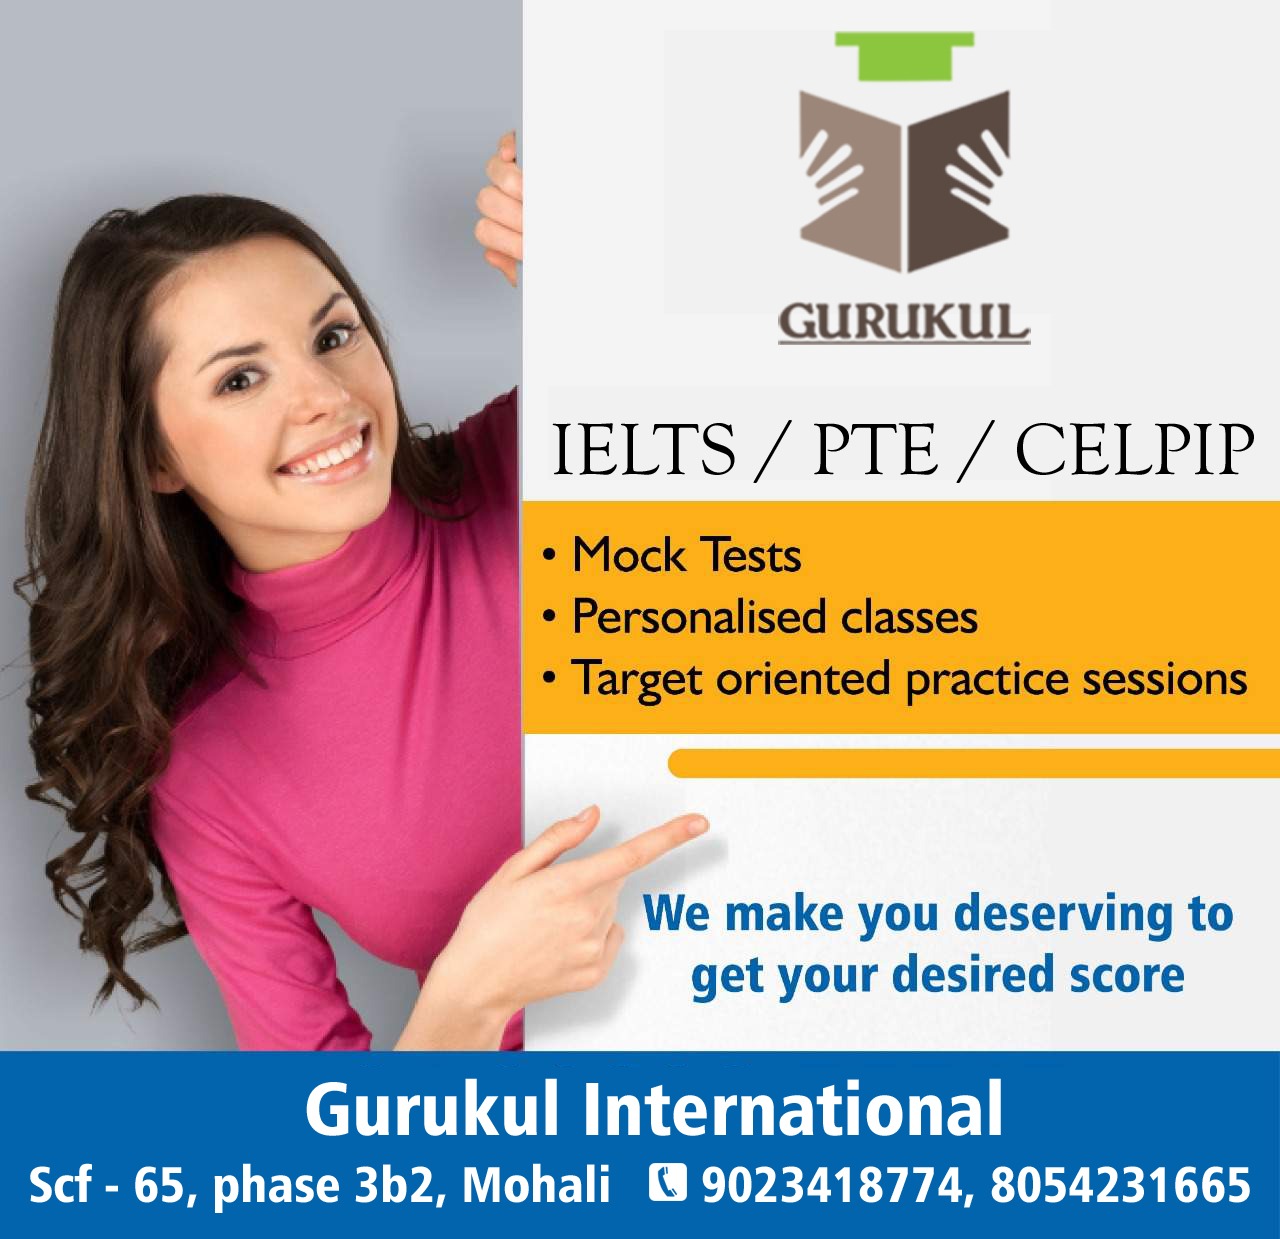 GURUKUL
IELTS / PTE / CELPIP
• Mock Tests
• Personalised classes
• Target oriented practice sessions
We make you deserving to
get your desired score
Gurukul International
Scf - 65, phase 3b2, Mohali 9023418774, 8054231665